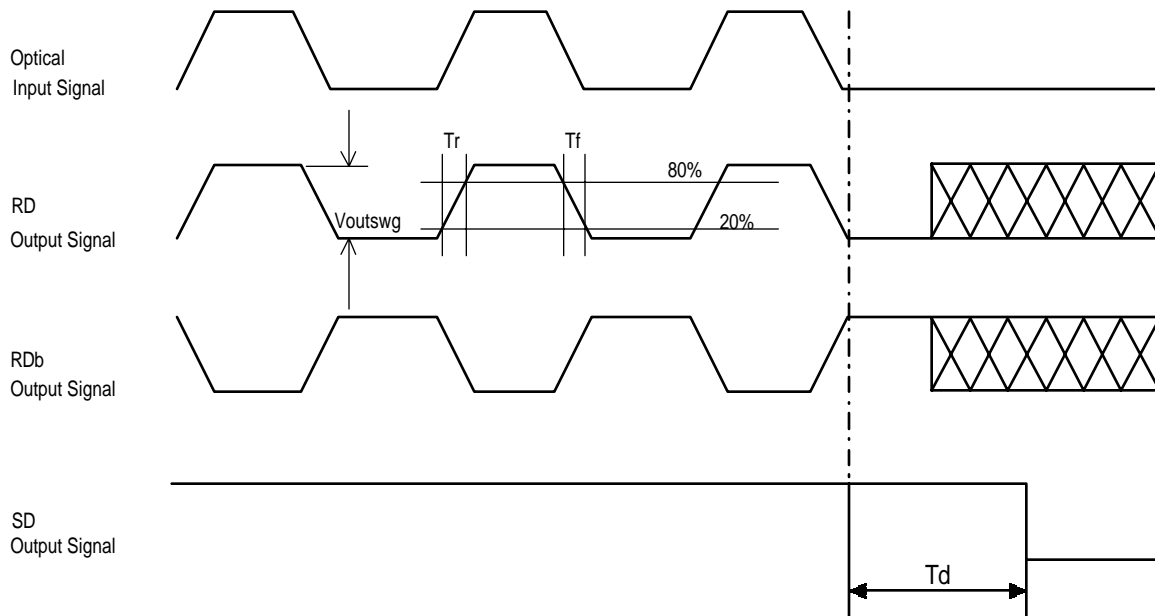 Optical
Input Signal
Tr
Tf
80%
RD
Output Signal
Voutswg
20%
RDb
Output Signal
SD
Output Signal
Td